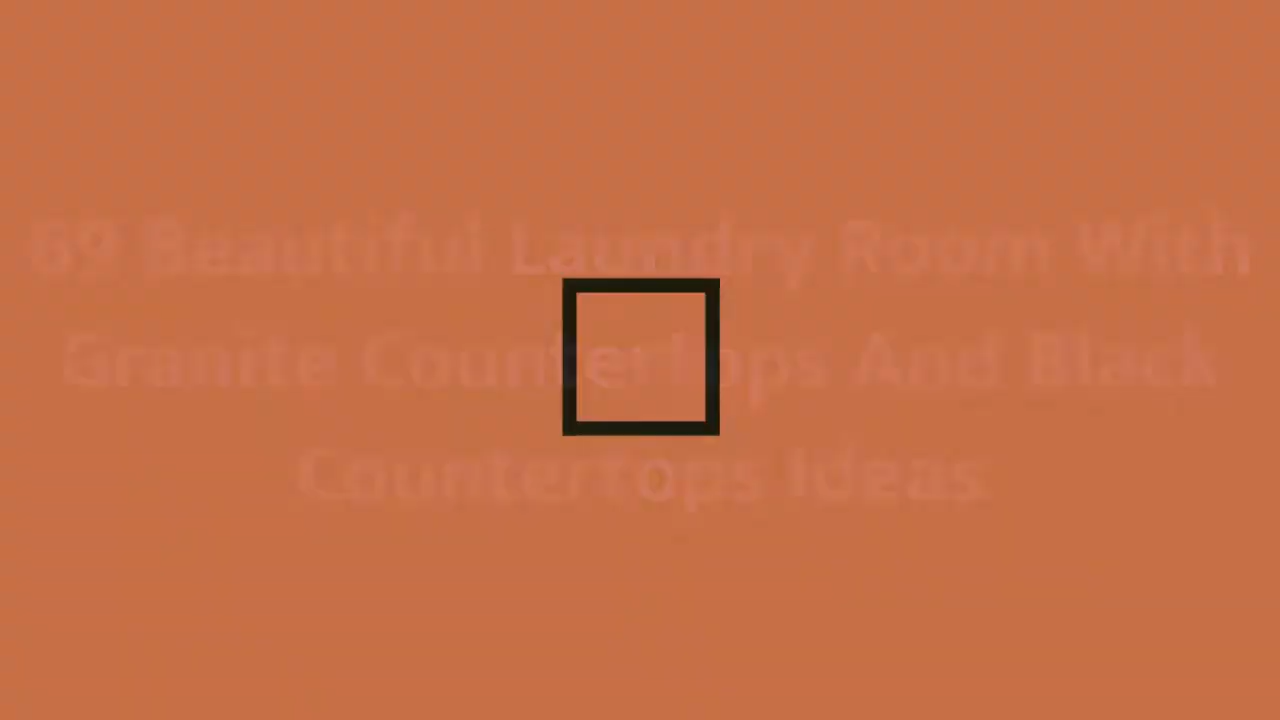 69 Beautiful Laundry Room With
Granite Countertops And Black
Countertops Ideas